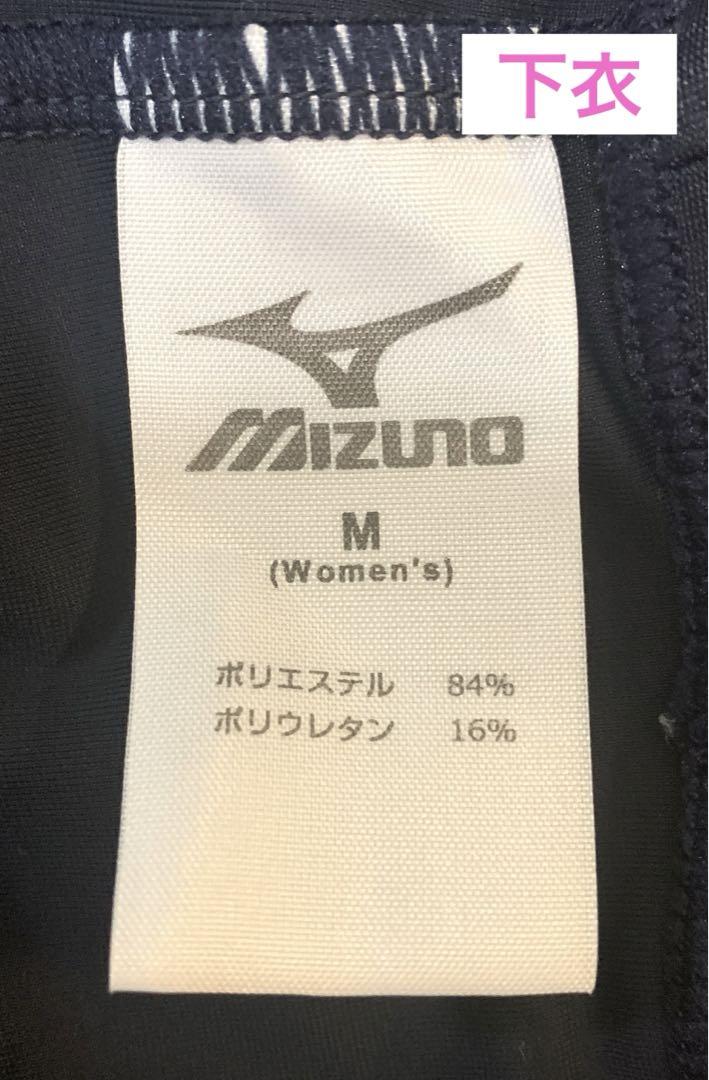 下衣
MIZUNO
M
(Women's)
ポリエステル 84%
ポリウレタン 16%